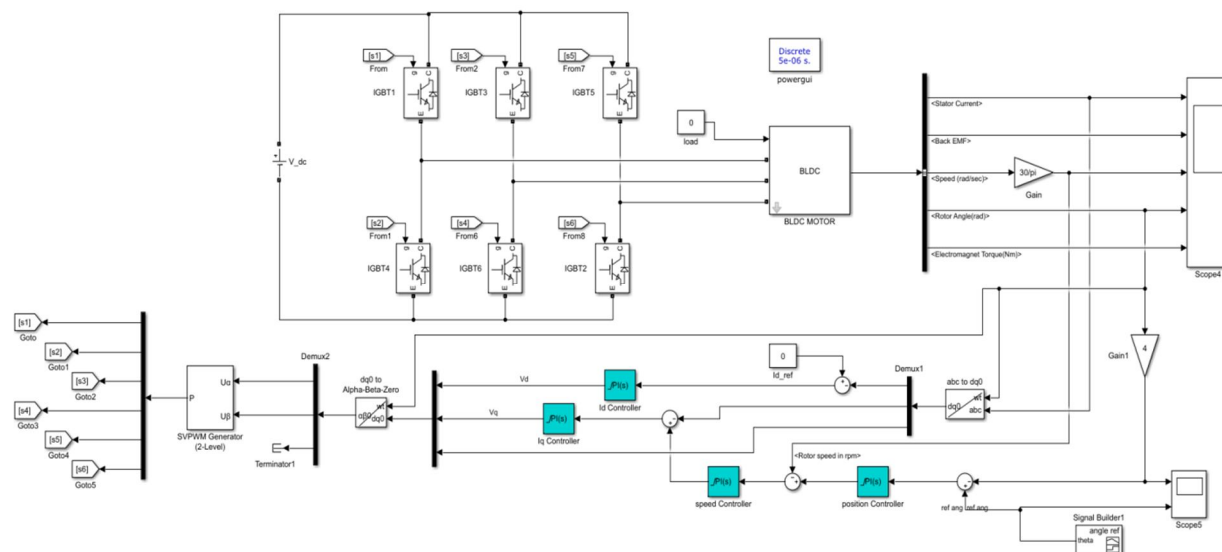 [s1]
From
[s3]
From2
[s5]
From7
g
C
g
C
g
C
IGBT1
IGBT3
IGBT5
E
E
E
Discrete
5e-06 s.
powergui
V_dc
0
load
BLDC
BLDC MOTOR
<Stator Current>
<Back EMF>
<Speed (rad/sec)>
30/pi
Gain
<Rotor Angle(rad)>
<Electromagnet Torque(Nm)>
Scope4
[s2]
From1
[s4]
From6
[s6]
From8
g
C
g
C
g
C
IGBT4
IGBT6
IGBT2
E
E
E
[s1]
Goto
[s2]
Goto1
[s3]
Goto2
[s4]
Goto3
[s5]
Goto4
[s6]
Goto5
P
Uα
Uβ
SVPWM Generator
(2-Level)
Demux2
Terminator1
dq0 to
Alpha-Beta-Zero
wt
αβ0
dq0
Vd
PI(s)
Id Controller
Vq
PI(s)
Iq Controller
0
Id_ref
+
-
Demux1
abc to dq0
wt
dq0
abc
4
Gain1
<Rotor speed in rpm>
PI(s)
speed Controller
PI(s)
position Controller
ref ang
ref ang
Signal Builder1
angle ref
theta
Scope5